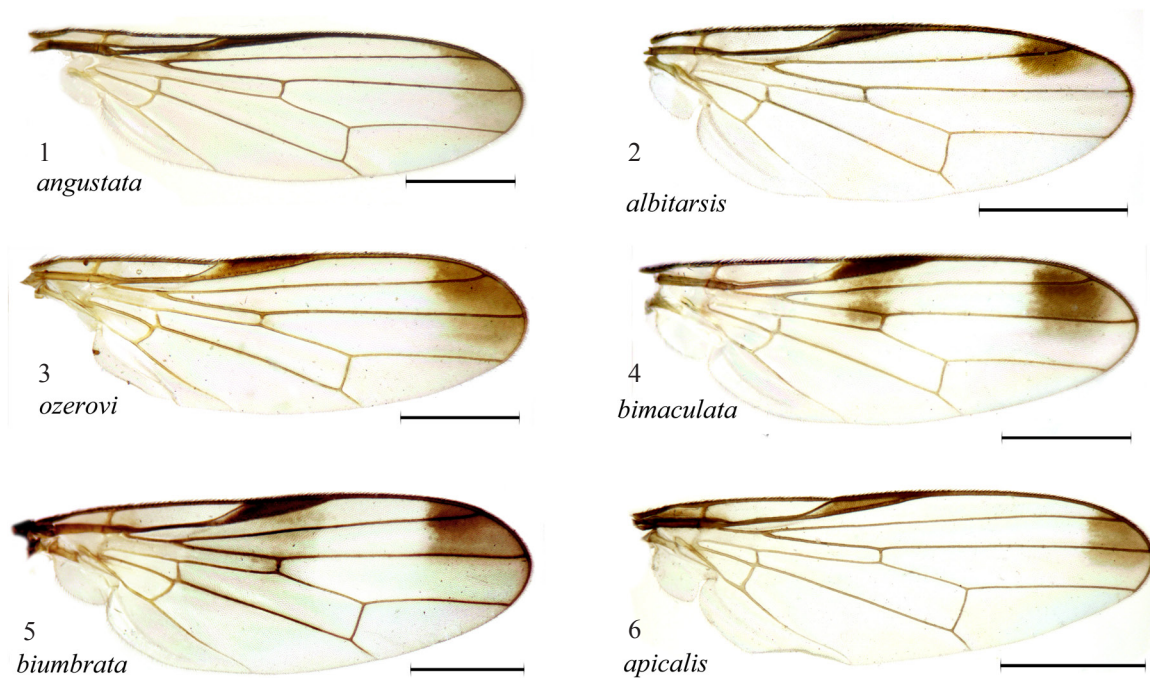 1
angustata
2
albitarsis
3
ozerovi
4
bimaculata
5
biumbrata
6
apicalis